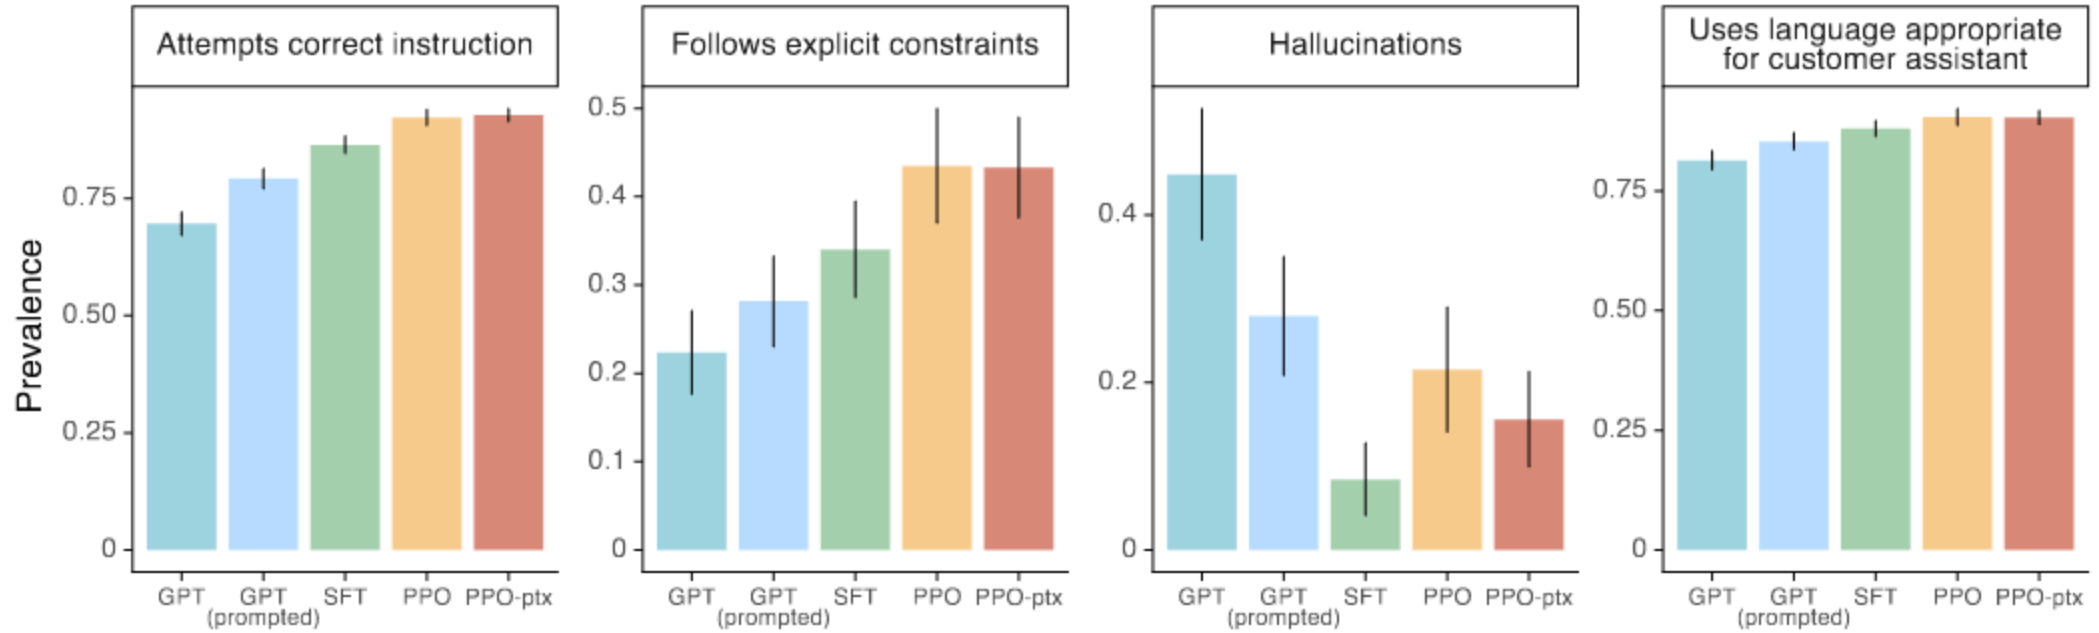 Attempts correct instruction
Follows explicit constraints
Hallucinations
Uses language appropriate
for customer assistant
Prevalence
0.75
0.50
0.25
0
GPT
GPT
(prompted)
SFT
PPO
PPO-ptx
0.5
0.4
0.3
0.2
0.1
0
GPT
GPT
(prompted)
SFT
PPO
PPO-ptx
0.4
0.2
0
GPT
GPT
(prompted)
SFT
PPO
PPO-ptx
0.75
0.50
0.25
0
GPT
GPT
(prompted)
SFT
PPO
PPO-ptx